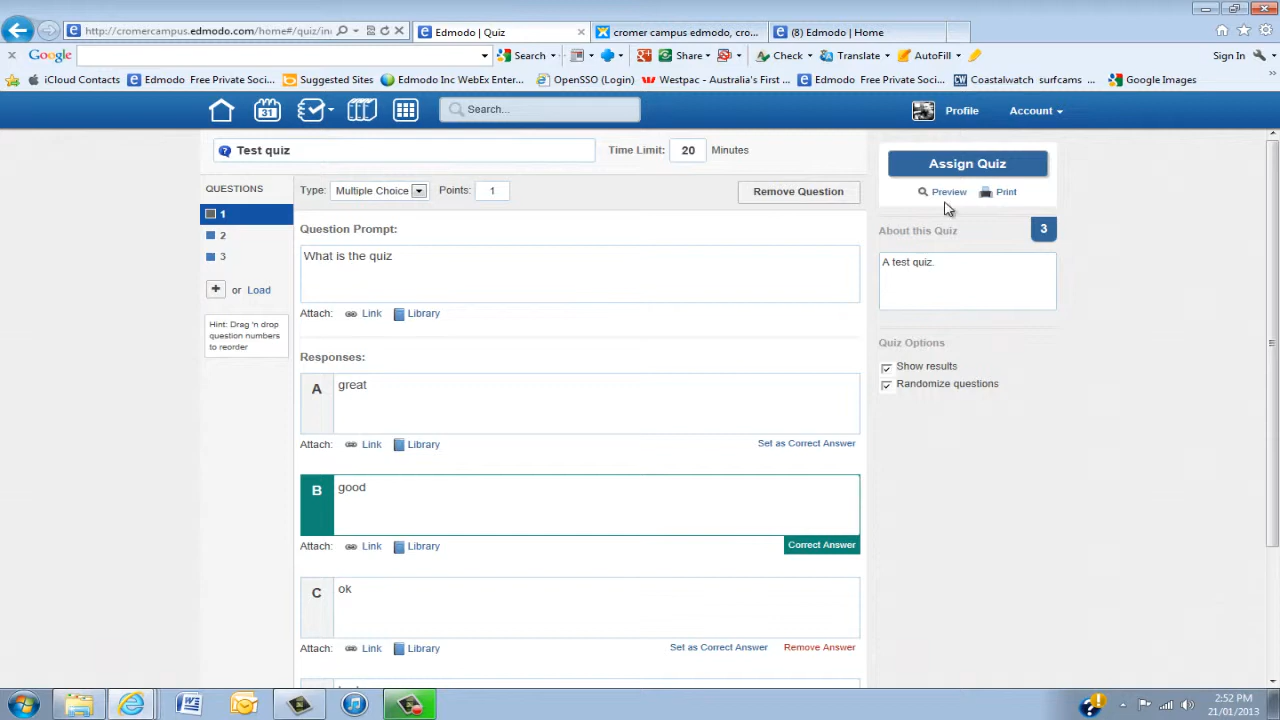 http://cromercampus.edmodo.com/home#/quiz/in
Edmodo | Quiz
cromer campus edmodo, cro...
(8) Edmodo | Home
Google
Search
Share
Check
Translate
AutoFill
Sign In
iCloud Contacts
Edmodo Free Private Soci...
Suggested Sites
Edmodo Inc WebEx Enter...
OpenSSO (Login)
Westpac - Australia's First ...
Edmodo Free Private Soci...
Coastalwatch surfcams
Google Images
31
Search...
Profile
Account
Test quiz
Time Limit: 20 Minutes
Assign Quiz
Preview
Print
QUESTIONS
Type: Multiple Choice
Points: 1
Remove Question
1
2
3
+ or Load
Hint: Drag 'n drop
question numbers
to reorder
Question Prompt:
What is the quiz
Attach: Link Library
Responses:
A great
Attach: Link Library Set as Correct Answer
B good
Attach: Link Library Correct Answer
C ok
Attach: Link Library Set as Correct Answer Remove Answer
About this Quiz 3
A test quiz.
Quiz Options
Show results
Randomize questions
2:52 PM
21/01/2013